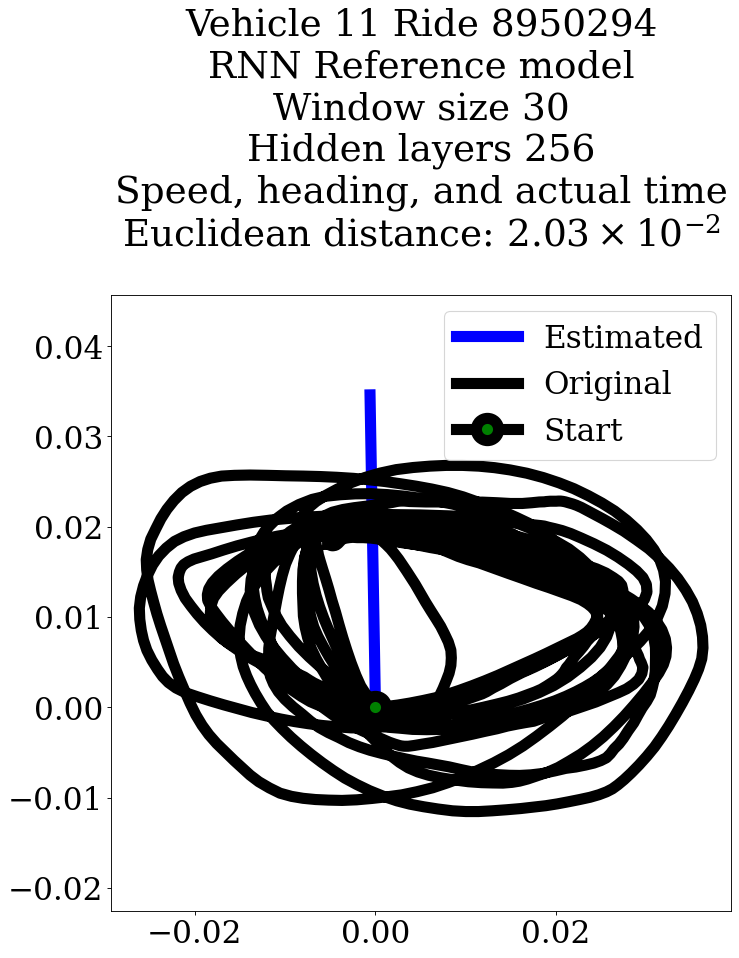 Vehicle 11 Ride 8950294
RNN Reference model
Window size 30
Hidden layers 256
Speed, heading, and actual time
Euclidean distance: 2.03 × 10⁻²
Estimated
Original
Start
0.04
0.03
0.02
0.01
0.00
−0.01
−0.02
−0.02 0.00 0.02